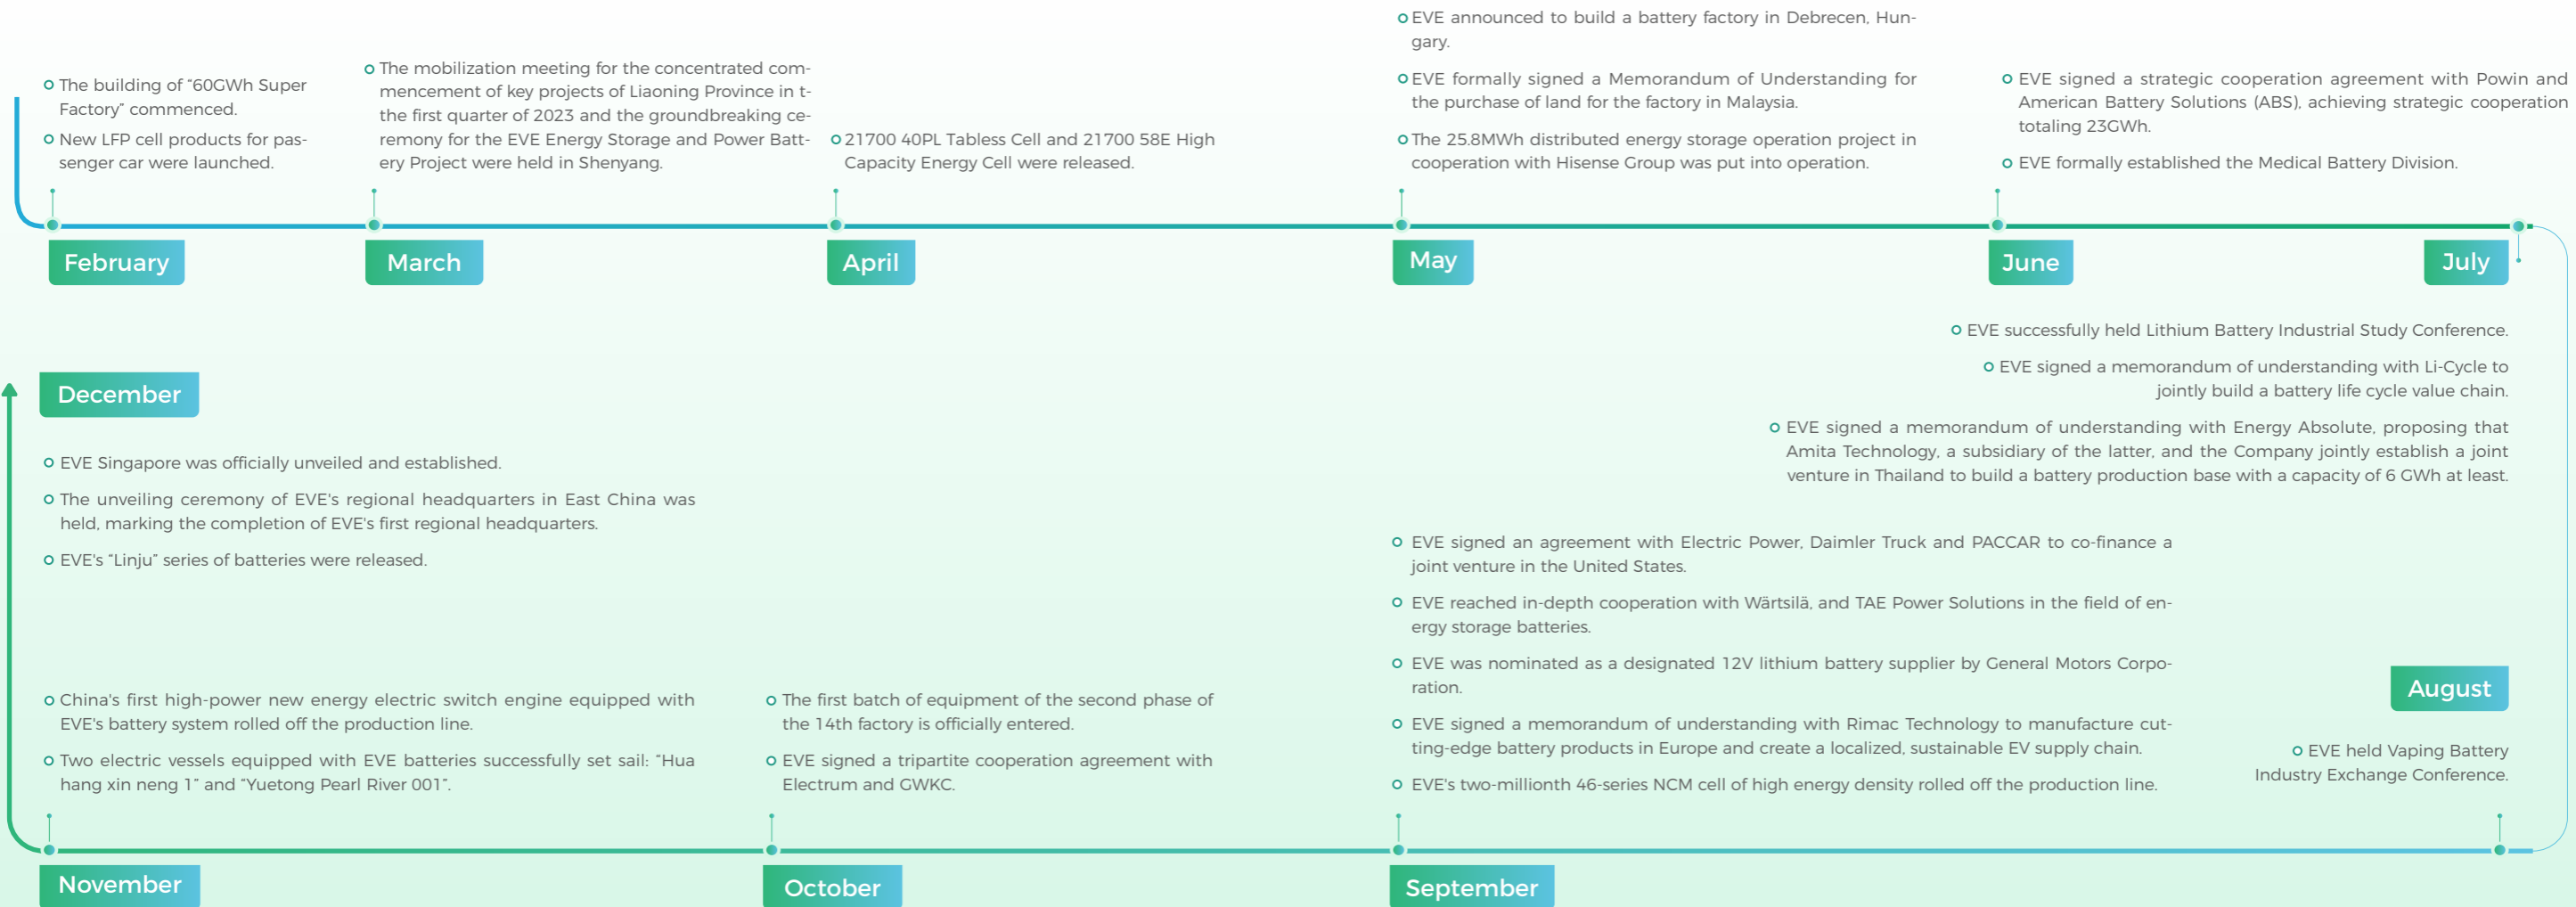 The building of “60GWh Super
Factory” commenced.
New LFP cell products for pas-
senger car were launched.
February
The mobilization meeting for the concentrated com-
mencement of key projects of Liaoning Province in t-
the first quarter of 2023 and the groundbreaking ce-
remony for the EVE Energy Storage and Power Batt-
ery Project were held in Shenyang.
March
21700 40PL Tabless Cell and 21700 58E High
Capacity Energy Cell were released.
April
EVE announced to build a battery factory in Debrecen, Hun-
gary.
EVE formally signed a Memorandum of Understanding for
the purchase of land for the factory in Malaysia.
The 25.8MWh distributed energy storage operation project in
cooperation with Hisense Group was put into operation.
May
EVE signed a strategic cooperation agreement with Powin and
American Battery Solutions (ABS), achieving strategic cooperation
totaling 23GWh.
EVE formally established the Medical Battery Division.
June
July
EVE successfully held Lithium Battery Industrial Study Conference.
EVE signed a memorandum of understanding with Li-Cycle to
jointly build a battery life cycle value chain.
EVE signed a memorandum of understanding with Energy Absolute, proposing that
Amita Technology, a subsidiary of the latter, and the Company jointly establish a joint
venture in Thailand to build a battery production base with a capacity of 6 GWh at least.
August
EVE held Vaping Battery
Industry Exchange Conference.
EVE signed an agreement with Electric Power, Daimler Truck and PACCAR to co-finance a
joint venture in the United States.
EVE reached in-depth cooperation with Wärtsilä, and TAE Power Solutions in the field of en-
ergy storage batteries.
EVE was nominated as a designated 12V lithium battery supplier by General Motors Corpo-
ration.
EVE signed a memorandum of understanding with Rimac Technology to manufacture cut-
ting-edge battery products in Europe and create a localized, sustainable EV supply chain.
EVE's two-millionth 46-series NCM cell of high energy density rolled off the production line.
September
The first batch of equipment of the second phase of
the 14th factory is officially entered.
EVE signed a tripartite cooperation agreement with
Electrum and GWKC.
October
China's first high-power new energy electric switch engine equipped with
EVE's battery system rolled off the production line.
Two electric vessels equipped with EVE batteries successfully set sail: “Hua
hang xin neng 1” and “Yuetong Pearl River 001”.
November
December
EVE Singapore was officially unveiled and established.
The unveiling ceremony of EVE's regional headquarters in East China was
held, marking the completion of EVE's first regional headquarters.
EVE's “Linju” series of batteries were released.